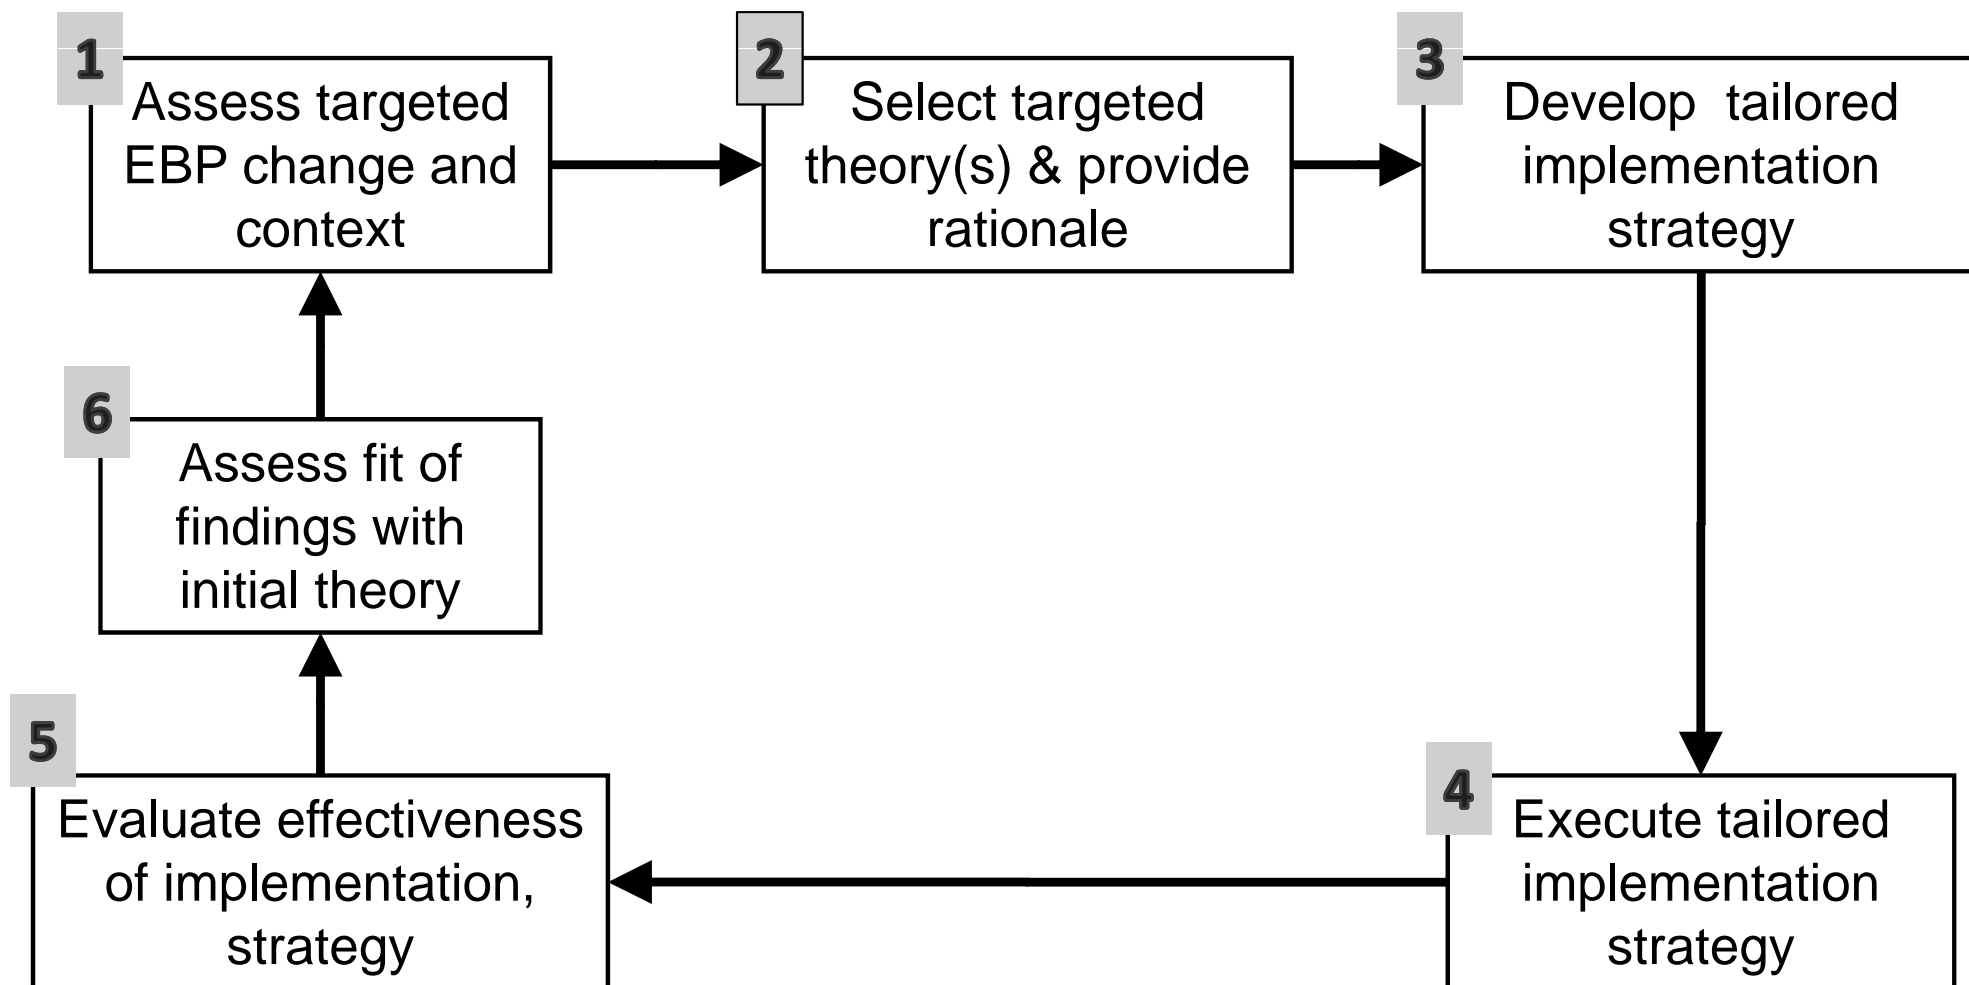 1
Assess targeted
EBP change and
context
2
Select targeted
theory(s) & provide
rationale
3
Develop tailored
implementation
strategy
6
Assess fit of
findings with
initial theory
5
Evaluate effectiveness
of implementation,
strategy
4
Execute tailored
implementation
strategy